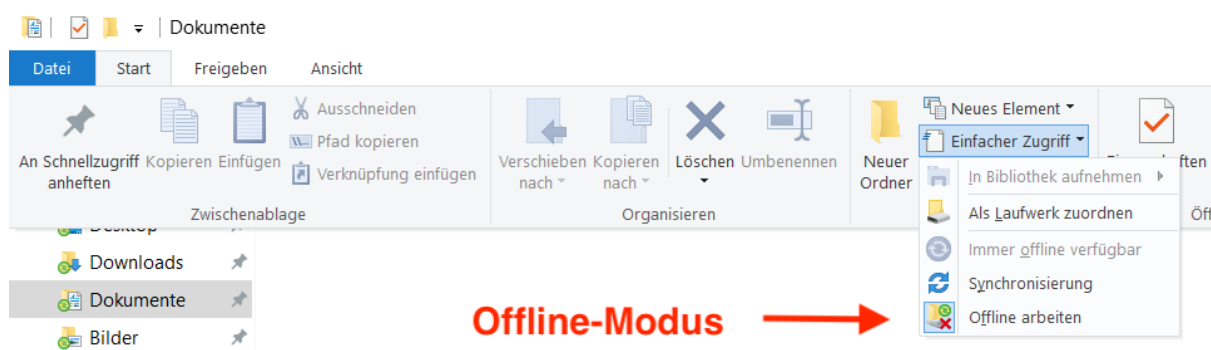 Dokumente
Datei Start Freigeben Ansicht
An Schnellzugriff anheften
Kopieren
Einfügen
Ausschneiden
Pfad kopieren
Verknüpfung einfügen
Zwischenablage
Verschieben nach
Kopieren nach
Löschen
Umbenennen
Organisieren
Neuer Ordner
Neues Element
Einfacher Zugriff
In Bibliothek aufnehmen
Als Laufwerk zuordnen
Immer offline verfügbar
Synchronisierung
Offline arbeiten
Desktop
Downloads
Dokumente
Bilder
Offline-Modus